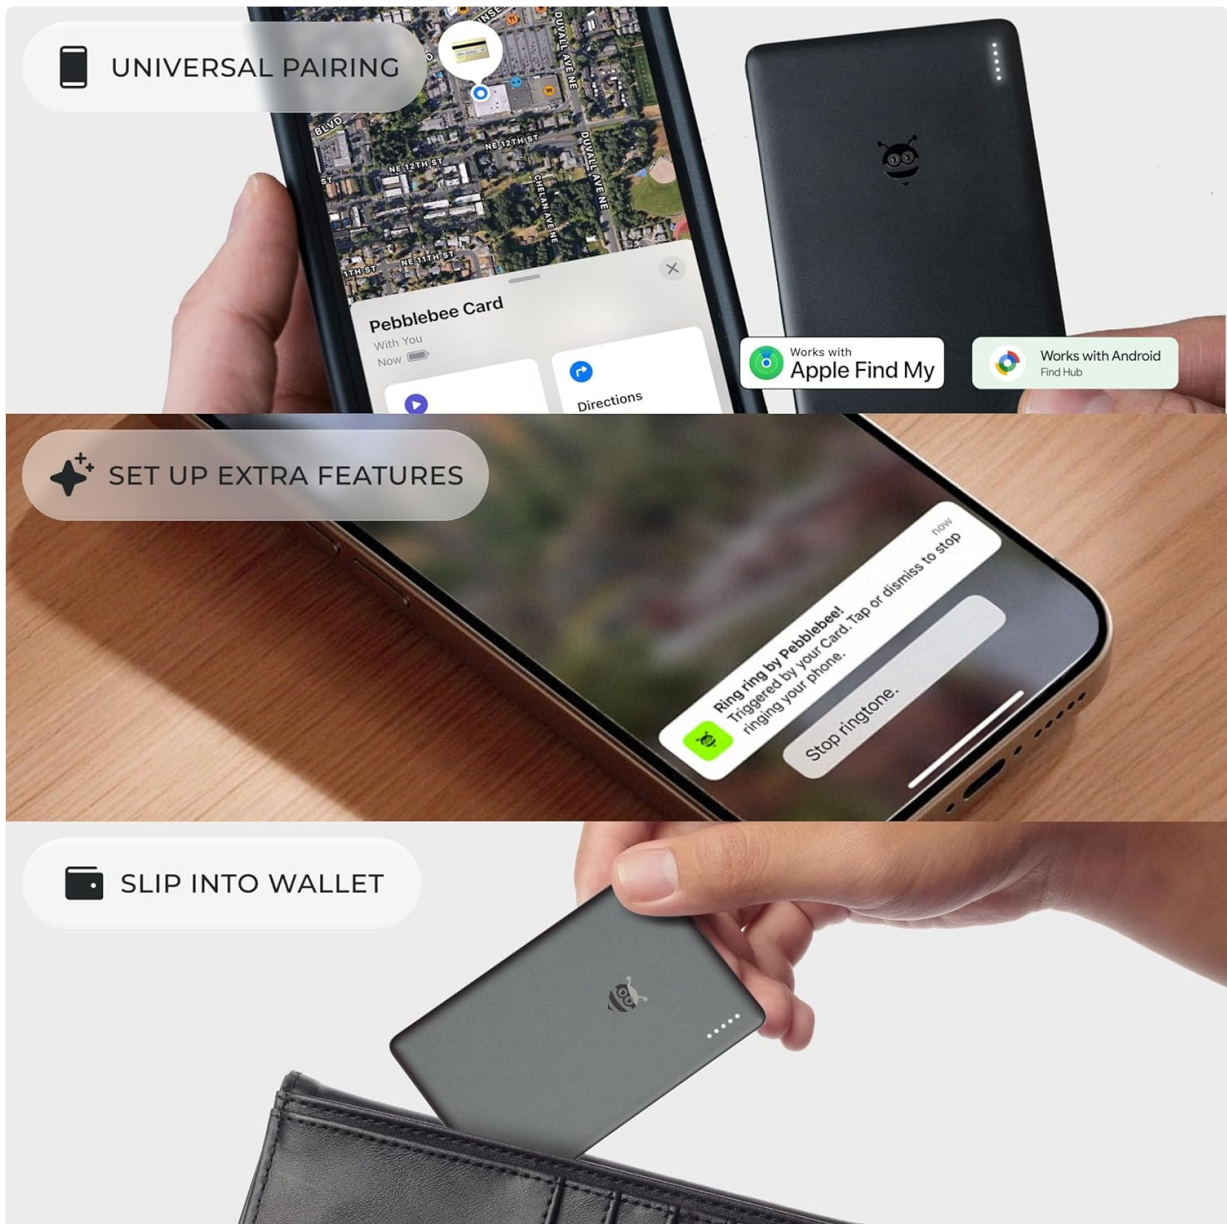 UNIVERSAL PAIRING
DUVALL AVE NE
BLVD
NE 12TH ST
NE 12TH ST
DUVALL AVE NE
CHELAN AVE NE
ST
1TH ST
NE 11TH ST
Pebblebee Card
With You
Now
Directions
Works with
Apple Find My
Works with Android
Find Hub
SET UP EXTRA FEATURES
now
Ring ring by Pebblebee!
Triggered by your Card. Tap or dismiss to stop
ringing your phone.
Stop ringtone.
SLIP INTO WALLET